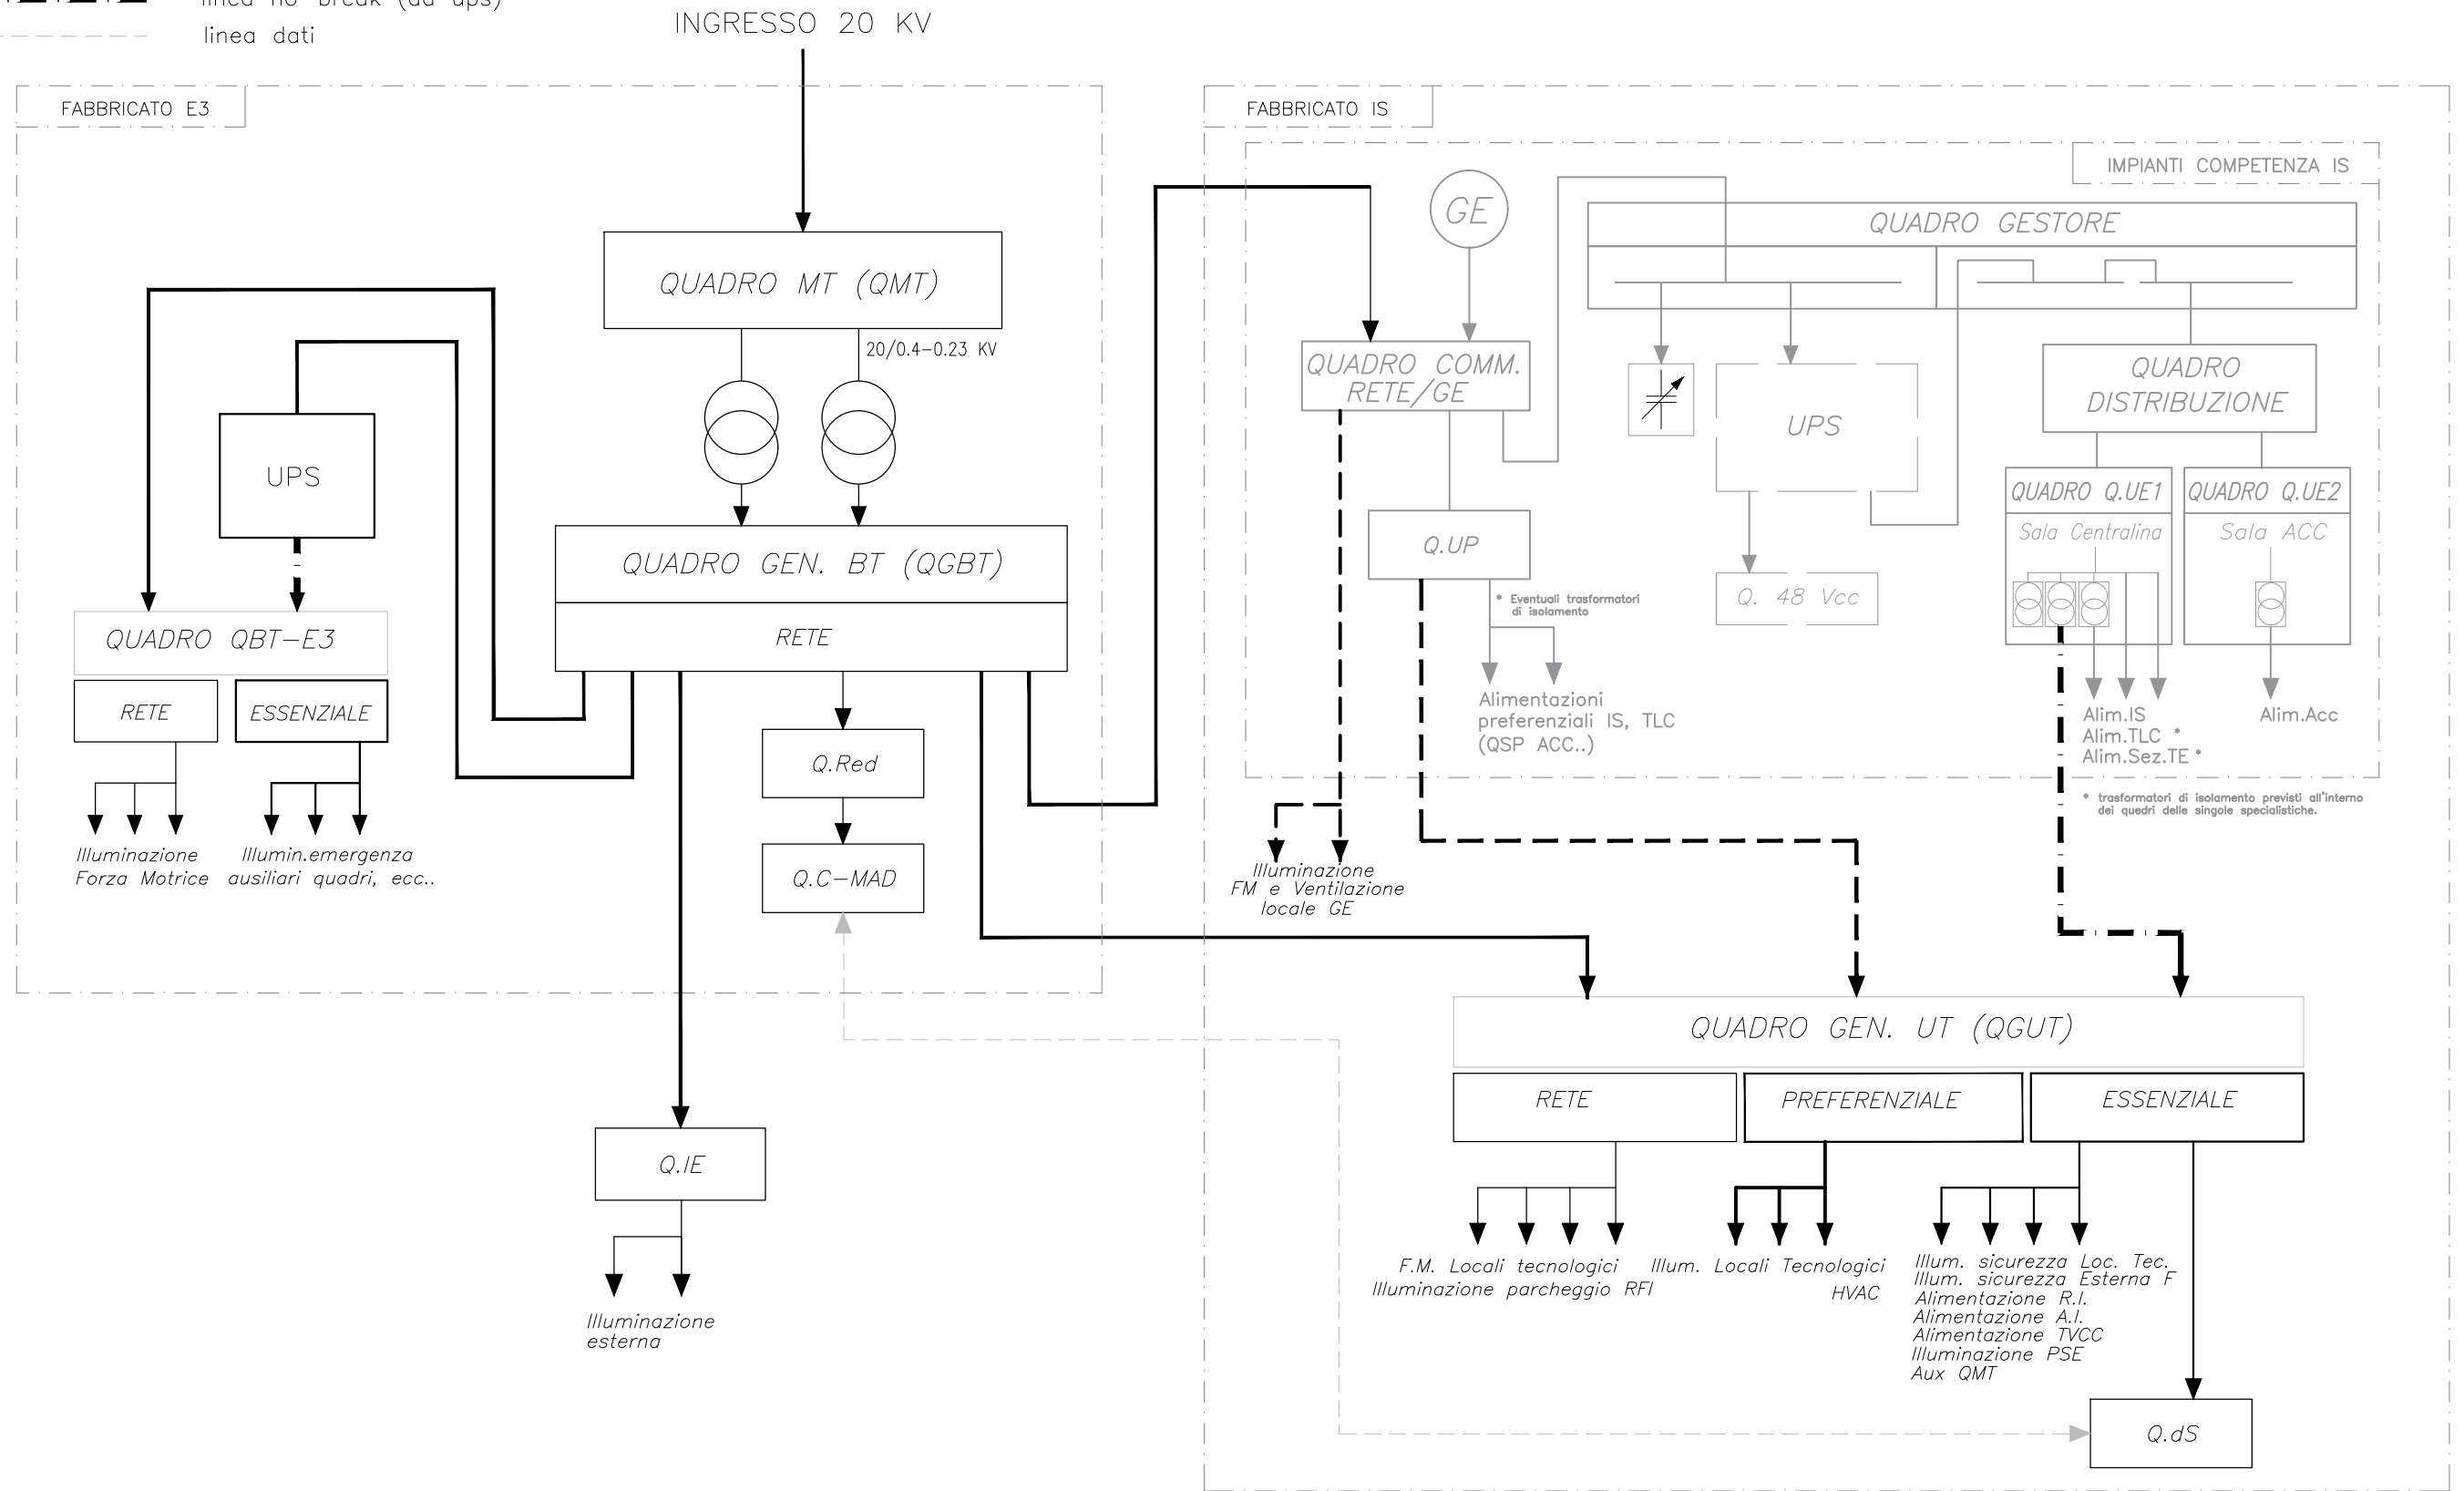 linea no break (da ups)
linea dati
INGRESSO 20 KV
FABBRICATO E3
FABBRICATO IS
IMPIANTI COMPETENZA IS
GE
QUADRO GESTORE
QUADRO MT (QMT)
20/0.4-0.23 KV
QUADRO COMM.
RETE/GE
QUADRO
DISTRIBUZIONE
UPS
UPS
QUADRO Q.UE1
QUADRO Q.UE2
Sala Centralina
Sala ACC
QUADRO GEN. BT (QGBT)
RETE
Q.UP
* Eventuali trasformatori
di isolamento
Q. 48 Vcc
QUADRO QBT-E3
RETE
ESSENZIALE
Alimentazioni
preferenziali IS, TLC
(QSP ACC..)
Alim.IS
Alim.TLC *
Alim.Sez.TE *
Alim.Acc
Q.Red
* trasformatori di isolamento previsti all'interno
dei quedri delle singole specialistiche.
Illuminazione
Forza Motrice
Illumin.emergenza
ausiliari quadri, ecc..
Q.C-MAD
Illuminazione
FM e Ventilazione
locale GE
QUADRO GEN. UT (QGUT)
RETE
PREFERENZIALE
ESSENZIALE
Q.IE
F.M. Locali tecnologici
Illuminazione parcheggio RFI
Illum. Locali Tecnologici
HVAC
Illum. sicurezza Loc. Tec.
Illum. sicurezza Esterna F
Alimentazione R.I.
Alimentazione A.I.
Alimentazione TVCC
Illuminazione PSE
Aux QMT
Illuminazione
esterna
Q.dS